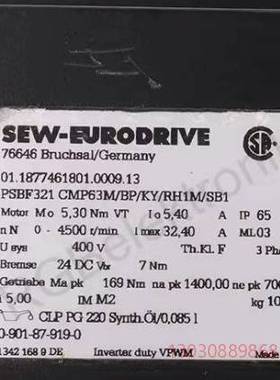 SEW-EURODRIVE
76646 Bruchsal/Germany
SA
01.1877461801.0009.13
PSBF321 CMP63M/BP/KY/RH1M/SB1
Motor Mo 5,30 Nm VT Io 5,40 A IP 65
nN 0 - 4500 r/min Imax 32,40 A ML03
U sys 400 V Th.Kl. F 3 Pha
Bremse 24 DC Ver 7 Nm
Getriebe Ma pk 169 Nm na pk 1400,00 ne pk 700
i 5,00 IM M2 kg 10
CLP PG 220 Synth.Öl/0,085 l
0-901-87-919-0
1342 168 9 DE Inverter duty VPWM Made